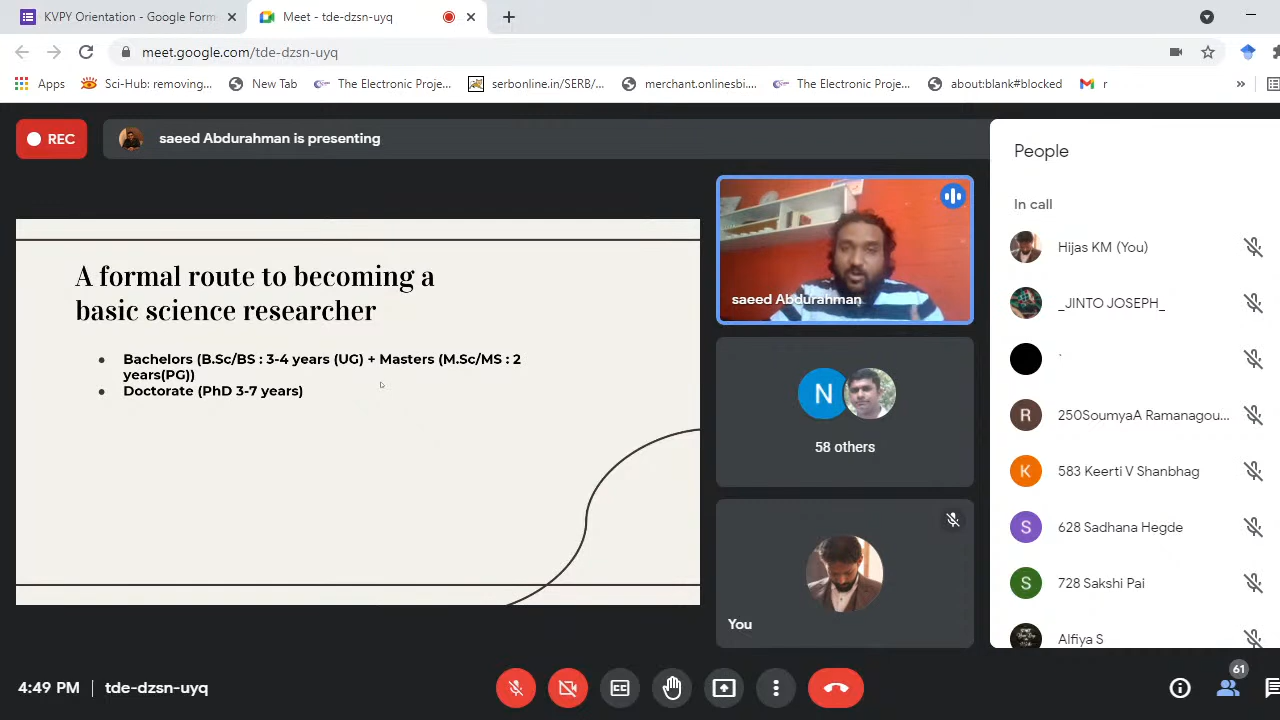 KVPY Orientation - Google Form
Meet - tde-dzsn-uyq
meet.google.com/tde-dzsn-uyq
Apps
Sci-Hub: removing...
New Tab
The Electronic Proje...
serbonline.in/SERB/...
merchant.onlinesbi....
The Electronic Proje...
about:blank#blocked
r
»
REC
saeed Abdurahman is presenting
People
In call
A formal route to becoming a
basic science researcher
● Bachelors (B.Sc/BS : 3-4 years (UG) + Masters (M.Sc/MS : 2
years(PG))
● Doctorate (PhD 3-7 years)
saeed Abdurahman
N
58 others
You
Hijas KM (You)
_JINTO JOSEPH_
R
250SoumyaA Ramanagou...
K
583 Keerti V Shanbhag
S
628 Sadhana Hegde
S
728 Sakshi Pai
Alfiya S
4:49 PM | tde-dzsn-uyq
CC
61